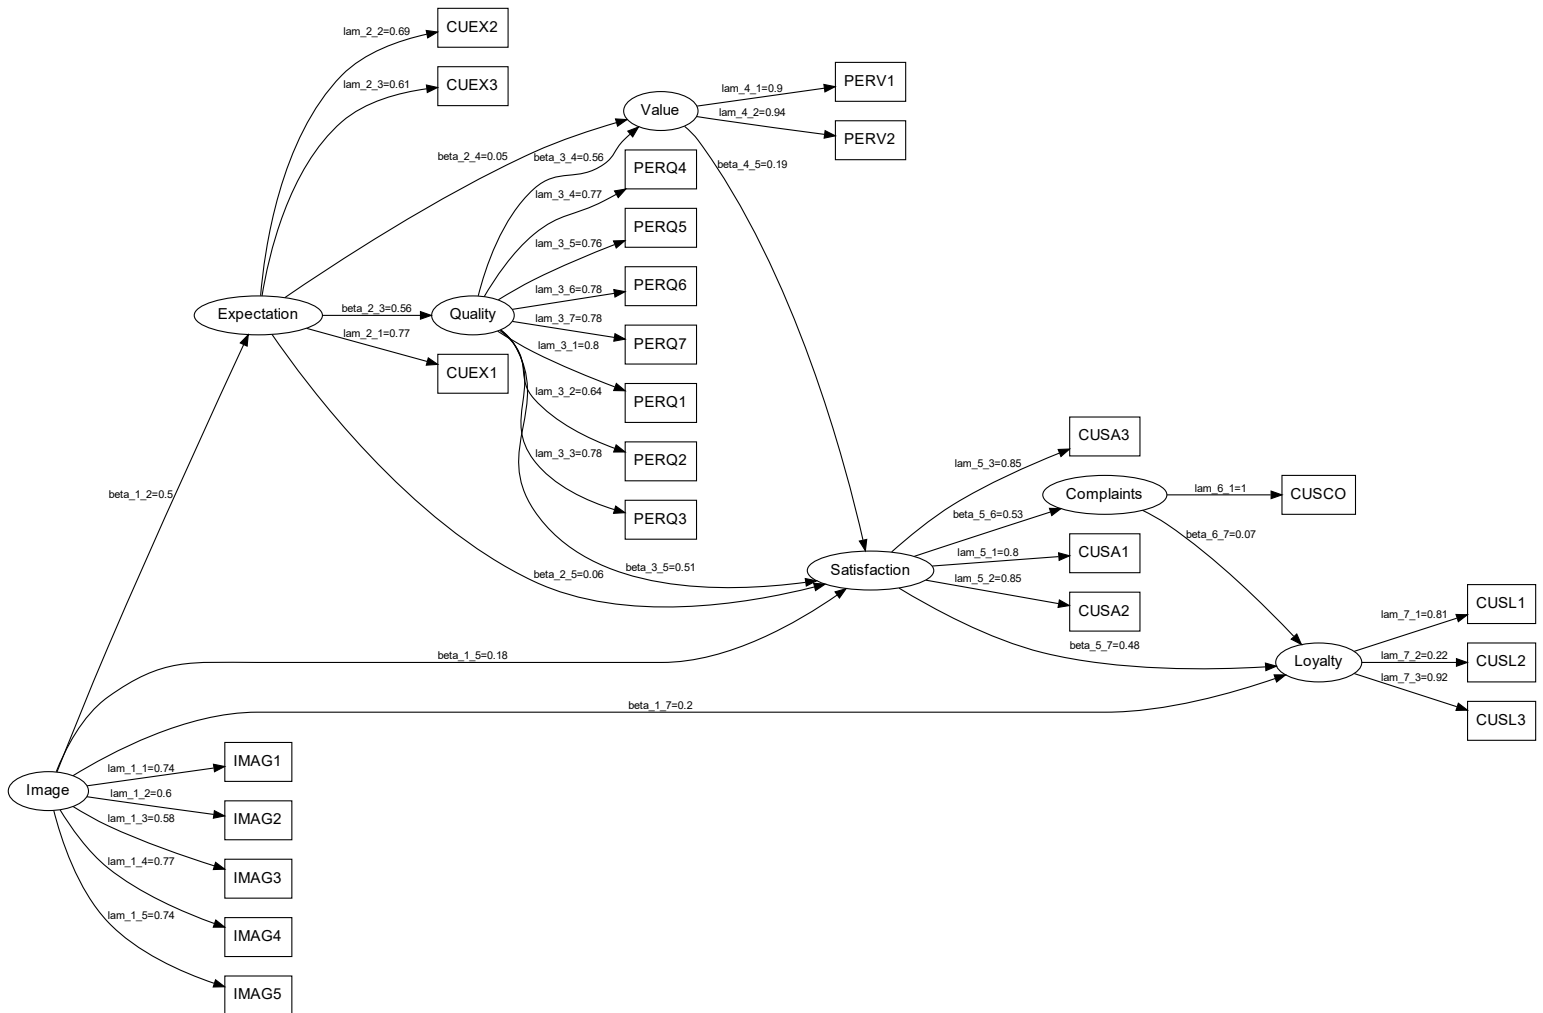 CUEX2
lam_2_2=0.69
CUEX3
lam_2_3=0.61
PERV1
lam_4_1=0.9
Value
lam_4_2=0.94
PERV2
beta_2_4=0.05
beta_3_4=0.56
beta_4_5=0.19
PERQ4
lam_3_4=0.77
PERQ5
lam_3_5=0.76
PERQ6
lam_3_6=0.78
Expectation
beta_2_3=0.56
Quality
lam_3_7=0.78
PERQ7
lam_2_1=0.77
CUEX1
lam_3_1=0.8
PERQ1
lam_3_2=0.64
PERQ2
lam_3_3=0.78
PERQ3
CUSA3
lam_5_3=0.85
beta_1_2=0.5
Complaints
lam_6_1=1
CUSCO
beta_5_6=0.53
beta_6_7=0.07
lam_5_1=0.8
CUSA1
beta_2_5=0.06
beta_3_5=0.51
Satisfaction
lam_5_2=0.85
CUSA2
beta_1_5=0.18
beta_5_7=0.48
lam_7_1=0.81
CUSL1
Loyalty
lam_7_2=0.22
CUSL2
lam_7_3=0.92
CUSL3
beta_1_7=0.2
Image
lam_1_1=0.74
IMAG1
lam_1_2=0.6
IMAG2
lam_1_3=0.58
IMAG3
lam_1_4=0.77
IMAG4
lam_1_5=0.74
IMAG5